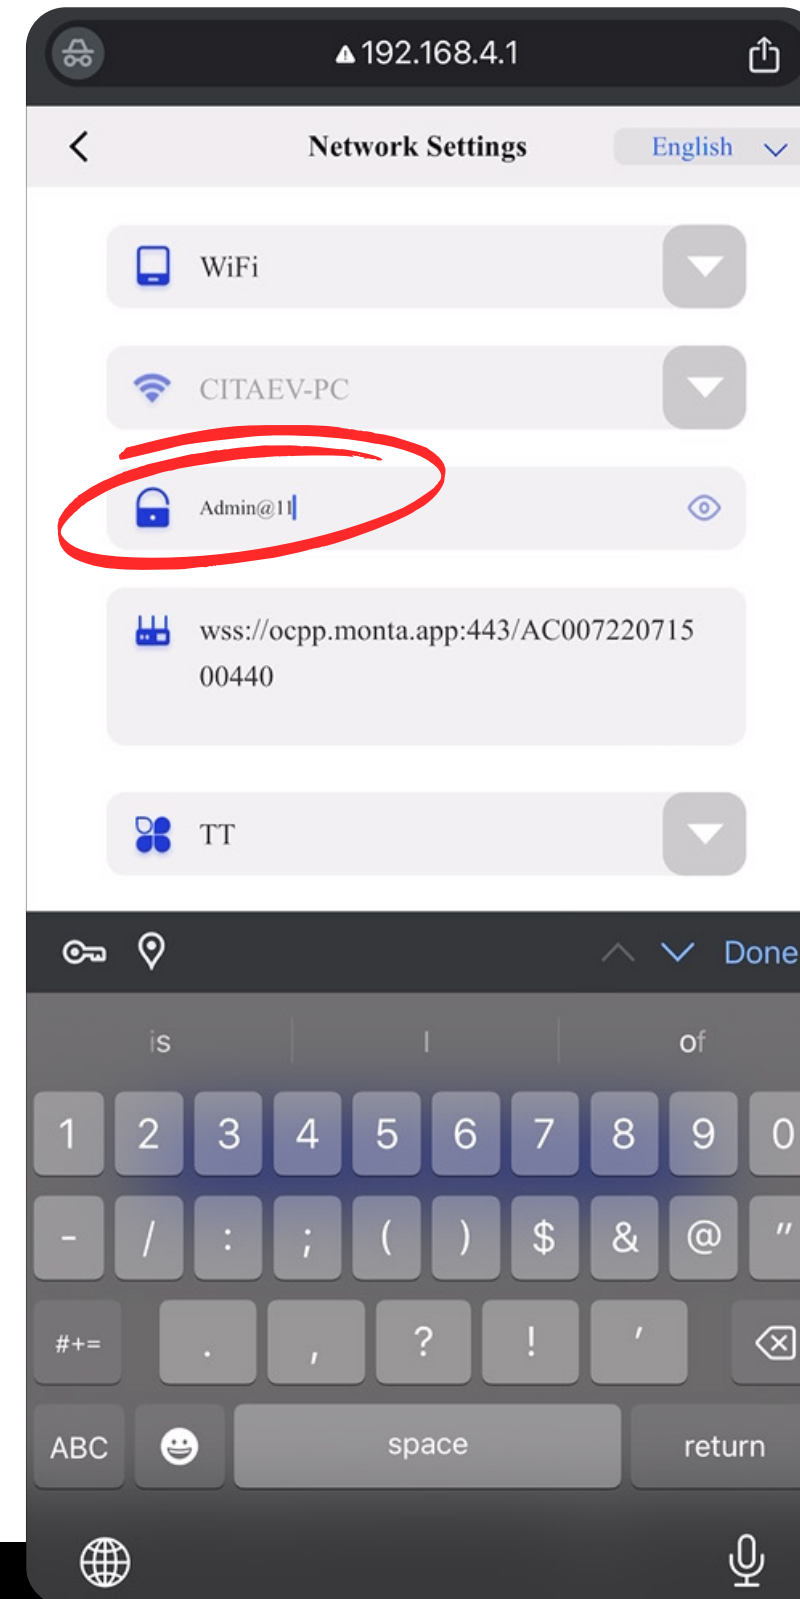 192.168.4.1
Network Settings
English
WiFi
CITAEV-PC
Admin@11
wss://ocpp.monta.app:443/AC007220715
00440
TT
Done
is I of
1 2 3 4 5 6 7 8 9 0
- / : ; ( ) $ & @ "
#+= . , ? ! '
ABC space return